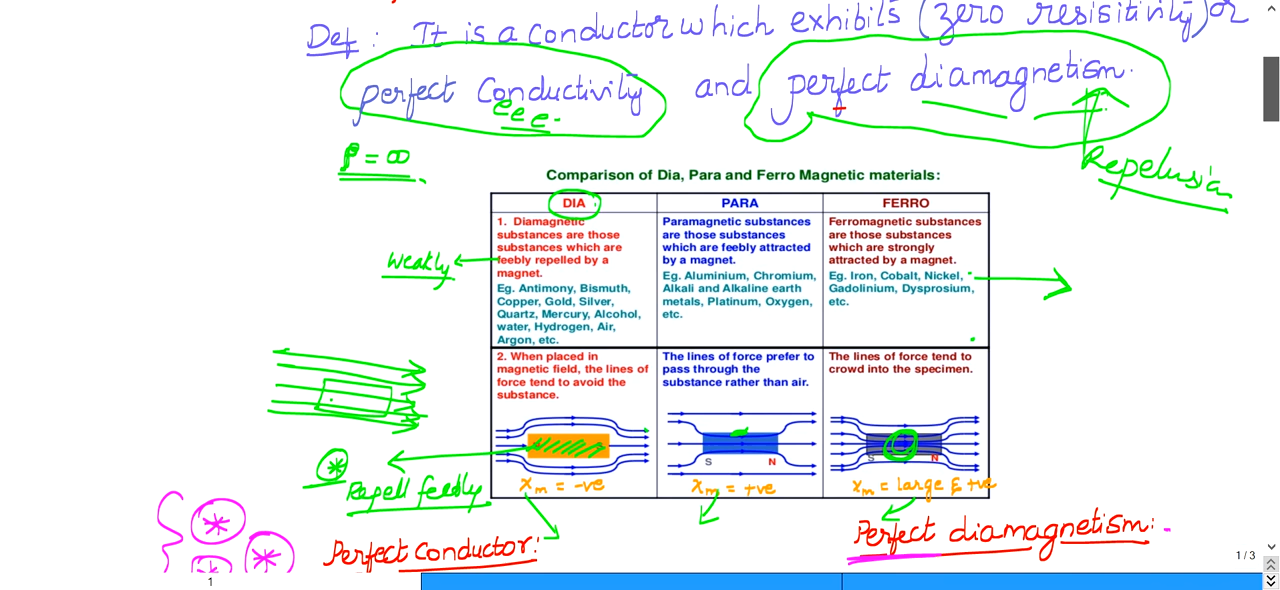 Def : It is a conductor which exhibits (zero resisitivity) or
perfect Conductivity and perfect diamagnetism.
eee.
ρ = ∞
Repelusion
Comparison of Dia, Para and Ferro Magnetic materials:
DIA PARA FERRO
1. Diamagnetic
substances are those
substances which are
feebly repelled by a
magnet.
Eg. Antimony, Bismuth,
Copper, Gold, Silver,
Quartz, Mercury, Alcohol,
water, Hydrogen, Air,
Argon, etc.
Paramagnetic substances
are those substances
which are feebly attracted
by a magnet.
Eg. Aluminium, Chromium,
Alkali and Alkaline earth
metals, Platinum, Oxygen,
etc.
Ferromagnetic substances
are those substances
which are strongly
attracted by a magnet.
Eg. Iron, Cobalt, Nickel,
Gadolinium, Dysprosium,
etc.
Weakly
2. When placed in
magnetic field, the lines of
force tend to avoid the
substance.
The lines of force prefer to
pass through the
substance rather than air.
The lines of force tend to
crowd into the specimen.
S N
S N
Repell feebly
χm = -ve
χm = +ve
χm = large & +ve
Perfect Conductor:
Perfect diamagnetism:-
1 / 3
1